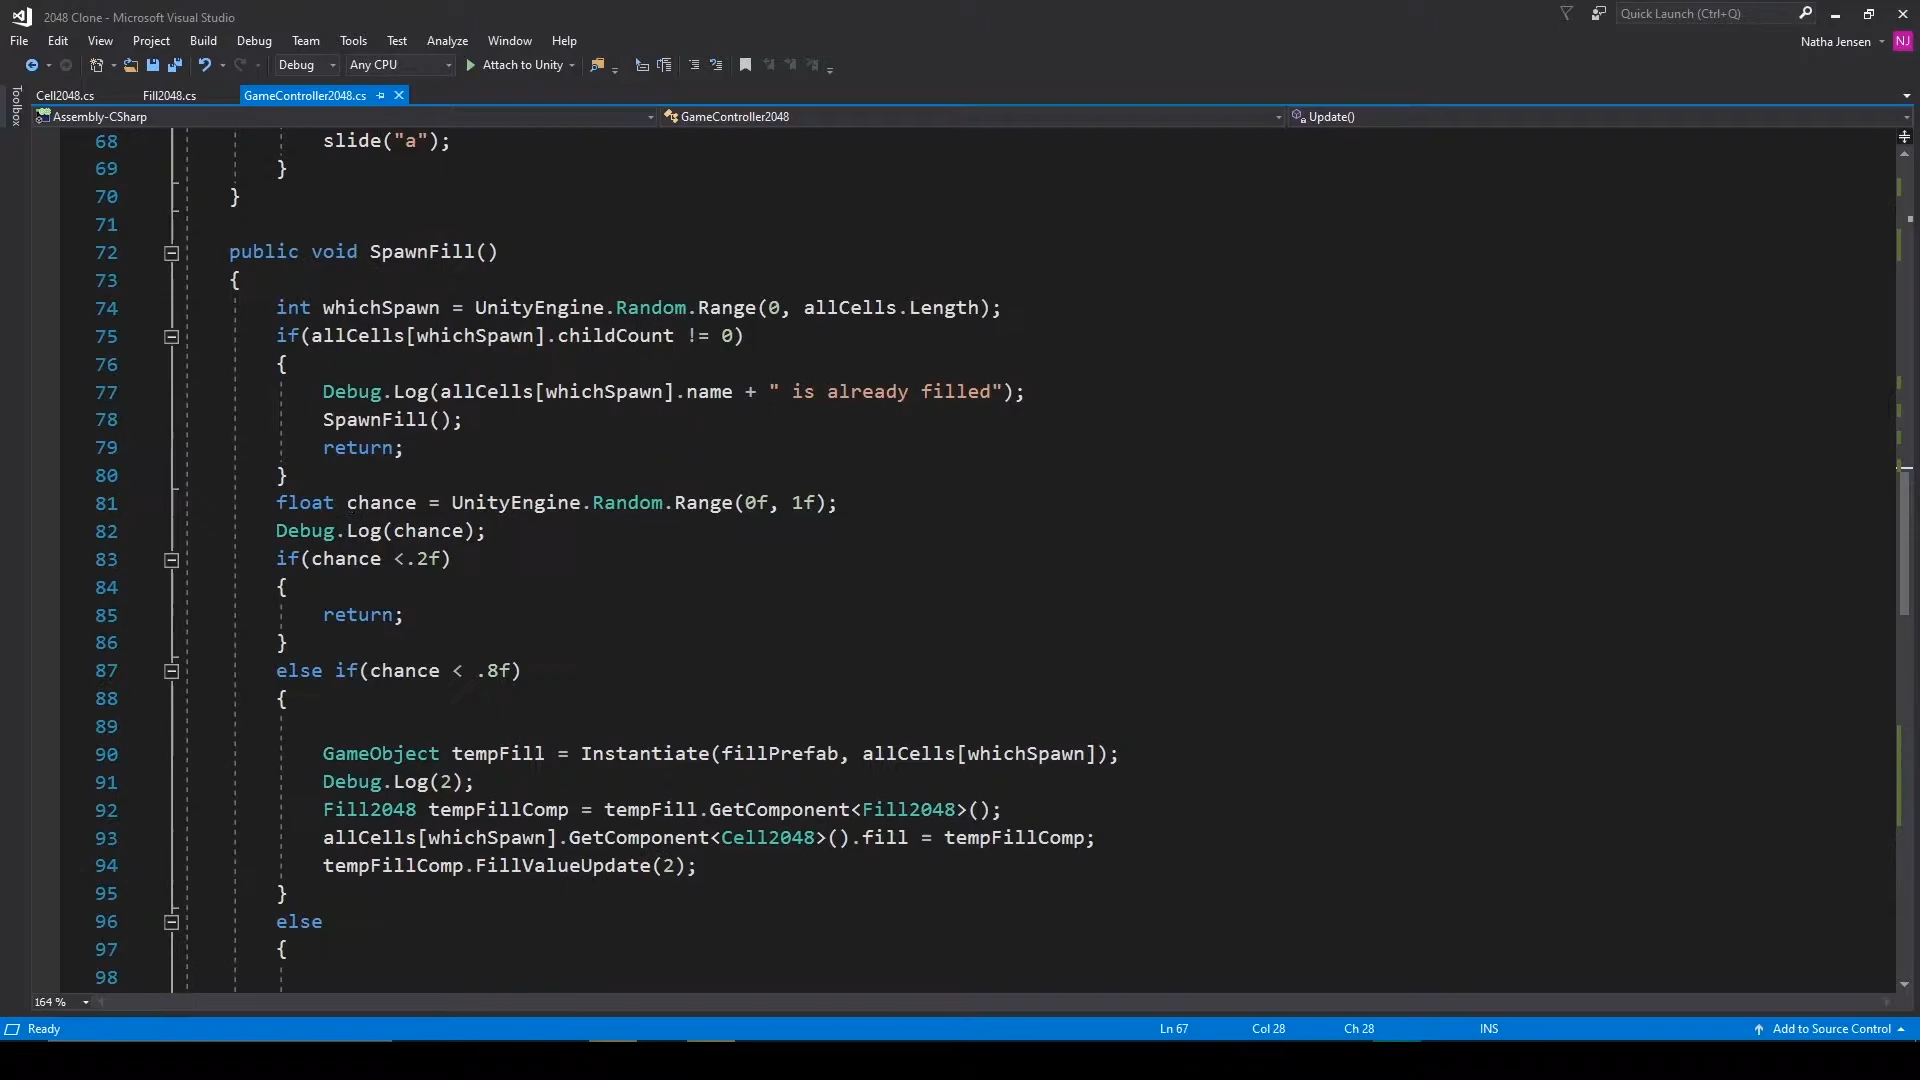 2048 Clone - Microsoft Visual Studio
Quick Launch (Ctrl+Q)
File Edit View Project Build Debug Team Tools Test Analyze Window Help
Natha Jensen NJ
Debug Any CPU Attach to Unity
Toolbox
Cell2048.cs Fill2048.cs GameController2048.cs
Assembly-CSharp GameController2048 Update()
68 slide("a");
69 }
70 }
71
72 public void SpawnFill()
73 {
74 int whichSpawn = UnityEngine.Random.Range(0, allCells.Length);
75 if(allCells[whichSpawn].childCount != 0)
76 {
77 Debug.Log(allCells[whichSpawn].name + " is already filled");
78 SpawnFill();
79 return;
80 }
81 float chance = UnityEngine.Random.Range(0f, 1f);
82 Debug.Log(chance);
83 if(chance <.2f)
84 {
85 return;
86 }
87 else if(chance < .8f)
88 {
89
90 GameObject tempFill = Instantiate(fillPrefab, allCells[whichSpawn]);
91 Debug.Log(2);
92 Fill2048 tempFillComp = tempFill.GetComponent<Fill2048>();
93 allCells[whichSpawn].GetComponent<Cell2048>().fill = tempFillComp;
94 tempFillComp.FillValueUpdate(2);
95 }
96 else
97 {
98
164 %
Ready Ln 67 Col 28 Ch 28 INS Add to Source Control